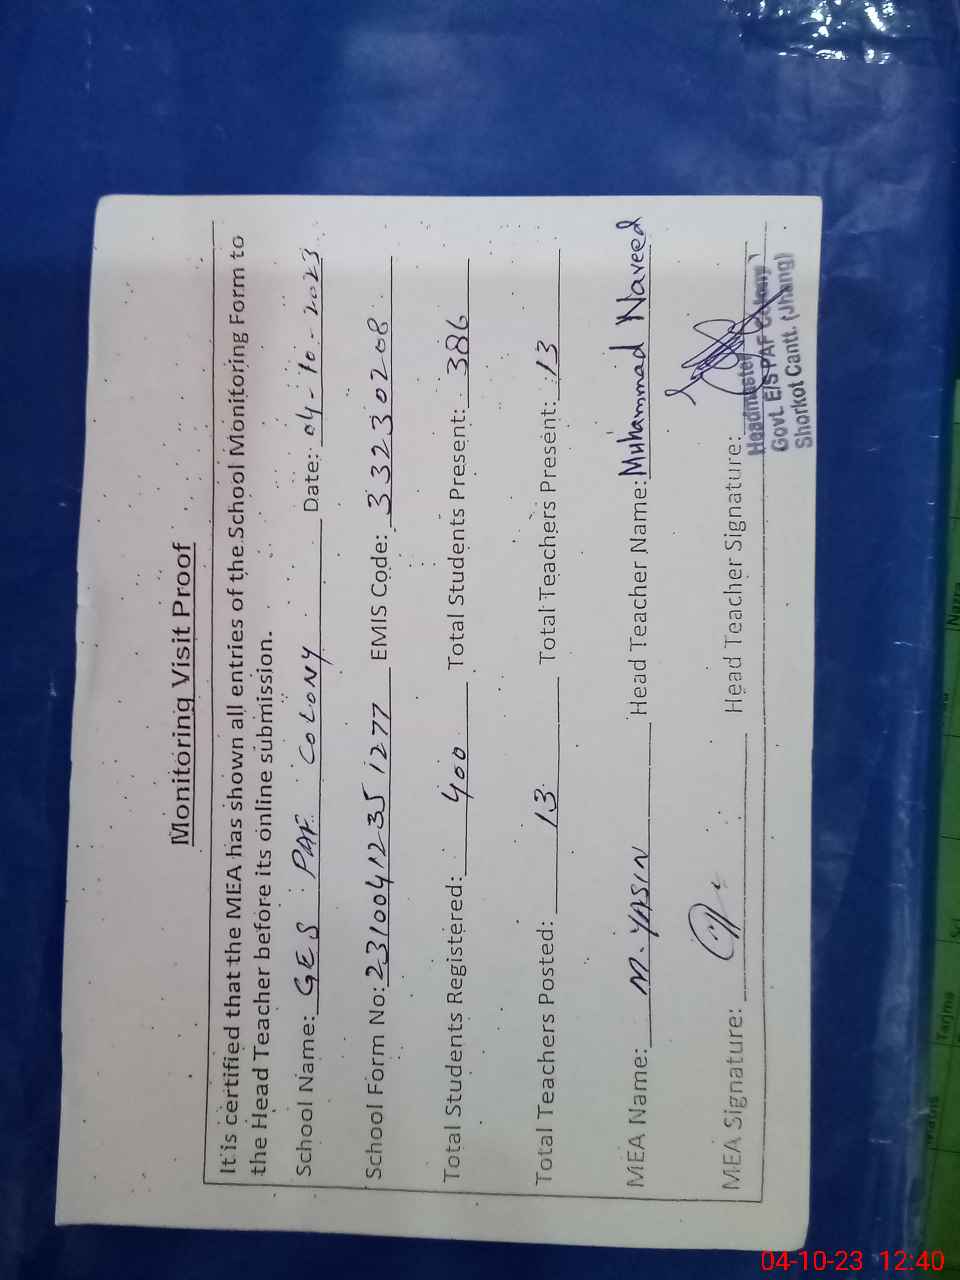 Monitoring Visit Proof
It is certified that the MEA has shown all entries of the School Monitoring Form to
the Head Teacher before its online submission.
School Name: GES PAF COLONY Date: 04-10-2023
School Form No: 23100412351277 EMIS Code: 33230208
Total Students Registered: 400 Total Students Present: 386
Total Teachers Posted: 13 Total Teachers Present: 13
MEA Name: M.YASIN Head Teacher Name: Muhammad Naveed
MEA Signature: Head Teacher Signature:
Headmaster
Govt. E/S PAF Colony
Shorkot Cantt. (Jhang)
Tarjma
04-10-23 12:40